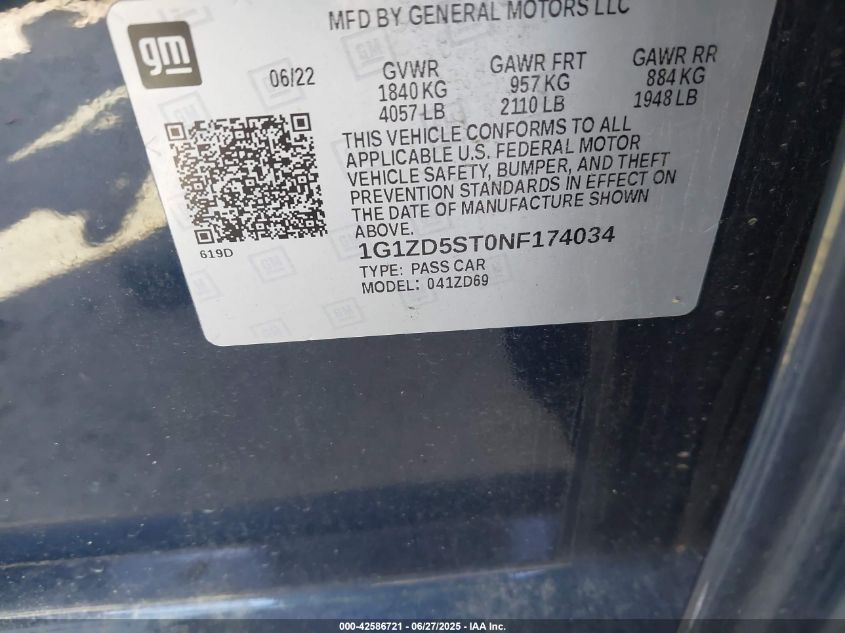 MFD BY GENERAL MOTORS LLC
gm
06/22
GVWR
1840 KG
4057 LB
GAWR FRT
957 KG
2110 LB
GAWR RR
884 KG
1948 LB
THIS VEHICLE CONFORMS TO ALL
APPLICABLE U.S. FEDERAL MOTOR
VEHICLE SAFETY, BUMPER, AND THEFT
PREVENTION STANDARDS IN EFFECT ON
THE DATE OF MANUFACTURE SHOWN
ABOVE.
619D
1G1ZD5ST0NF174034
TYPE: PASS CAR
MODEL: 041ZD69
000-42586721 - 06/27/2025 - IAA Inc.